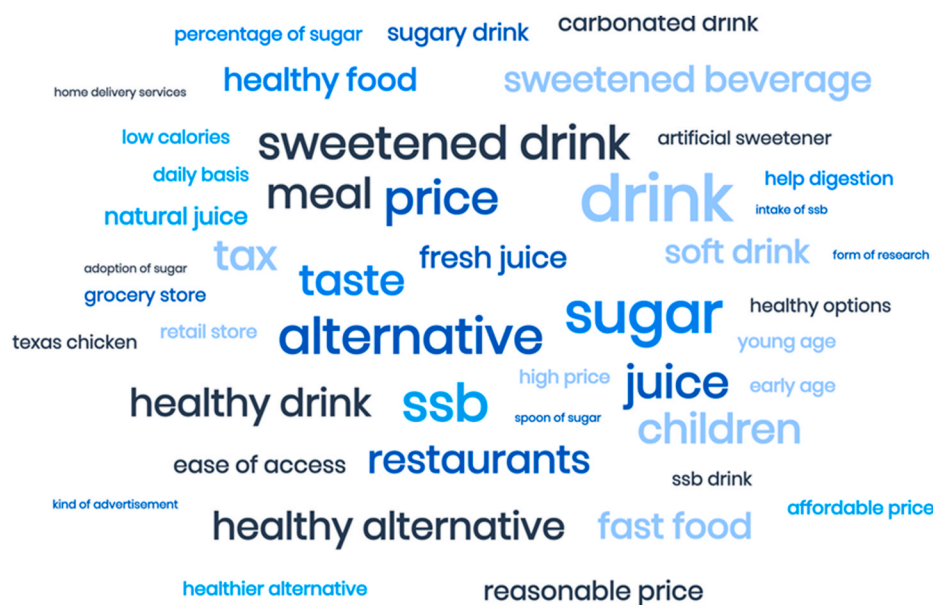 percentage of sugar sugary drink carbonated drink
healthy food sweetened beverage
home delivery services
low calories sweetened drink artificial sweetener
daily basis meal price drink help digestion
natural juice intake of ssb
tax fresh juice soft drink form of research
adoption of sugar taste
grocery store sugar healthy options
texas chicken retail store alternative young age
high price juice early age
healthy drink ssb spoon of sugar children
ease of access restaurants ssb drink
kind of advertisement affordable price
healthy alternative fast food
healthier alternative reasonable price